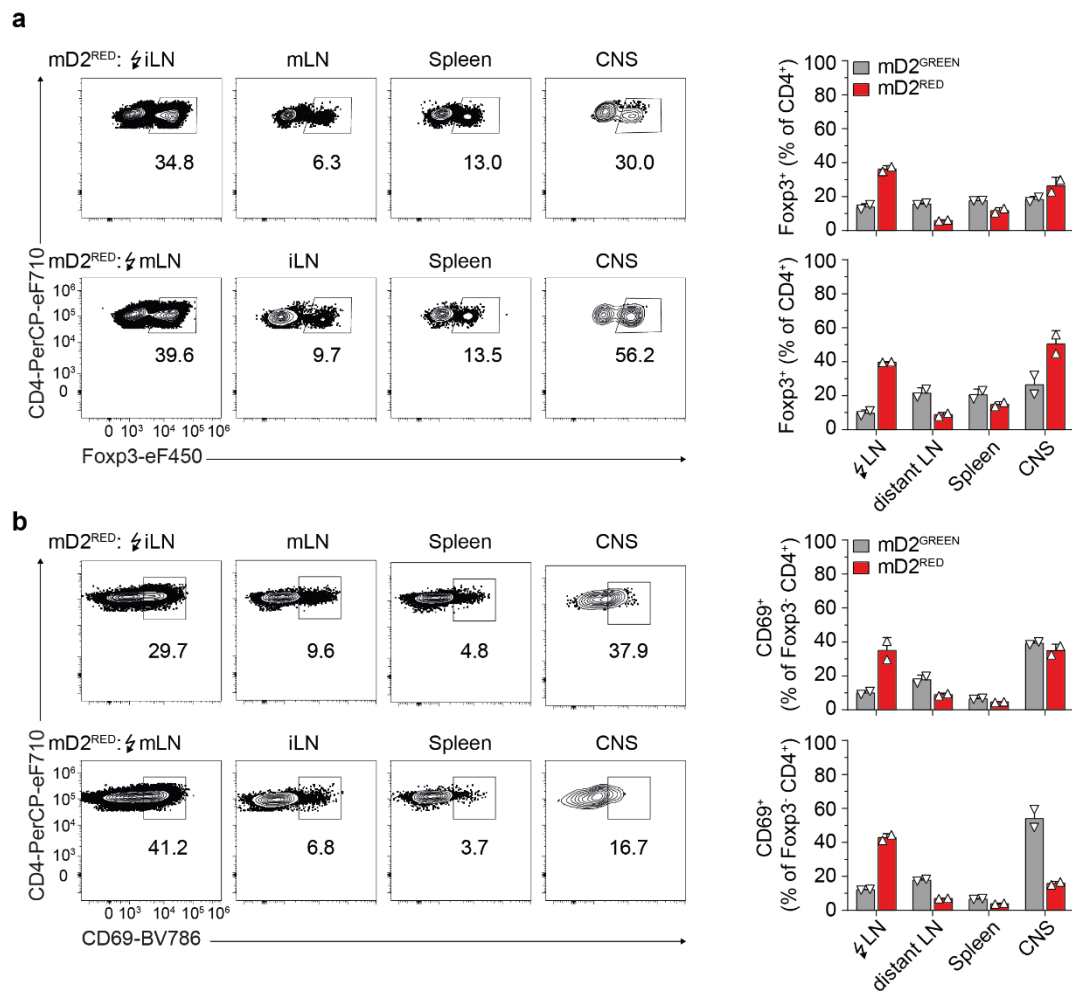 a
mD2RED: ↯iLN mLN Spleen CNS
34.8 6.3 13.0 30.0
mD2RED: ↯mLN iLN Spleen CNS
10⁶
10⁵
10⁴
10³
0
39.6 9.7 13.5 56.2
0 10³ 10⁴ 10⁵ 10⁶
CD4-PerCP-eF710
Foxp3-eF450
mD2GREEN
mD2RED
100
80
60
40
20
0
Foxp3⁺ (% of CD4⁺)
100
80
60
40
20
0
Foxp3⁺ (% of CD4⁺)
↯LN distant LN Spleen CNS
b
mD2RED: ↯iLN mLN Spleen CNS
29.7 9.6 4.8 37.9
mD2RED: ↯mLN iLN Spleen CNS
10⁶
10⁵
10⁴
10³
0
41.2 6.8 3.7 16.7
0 10³ 10⁴ 10⁵ 10⁶
CD4-PerCP-eF710
CD69-BV786
mD2GREEN
mD2RED
100
80
60
40
20
0
CD69⁺
(% of Foxp3⁻ CD4⁺)
100
80
60
40
20
0
CD69⁺
(% of Foxp3⁻ CD4⁺)
↯LN distant LN Spleen CNS